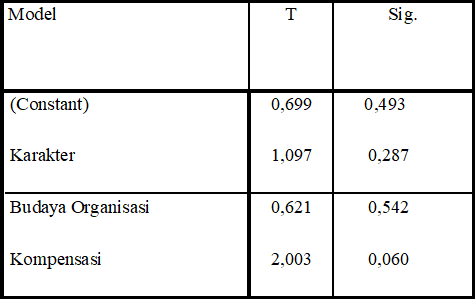 Model T Sig.
(Constant) 0,699 0,493
Karakter 1,097 0,287
Budaya Organisasi 0,621 0,542
Kompensasi 2,003 0,060